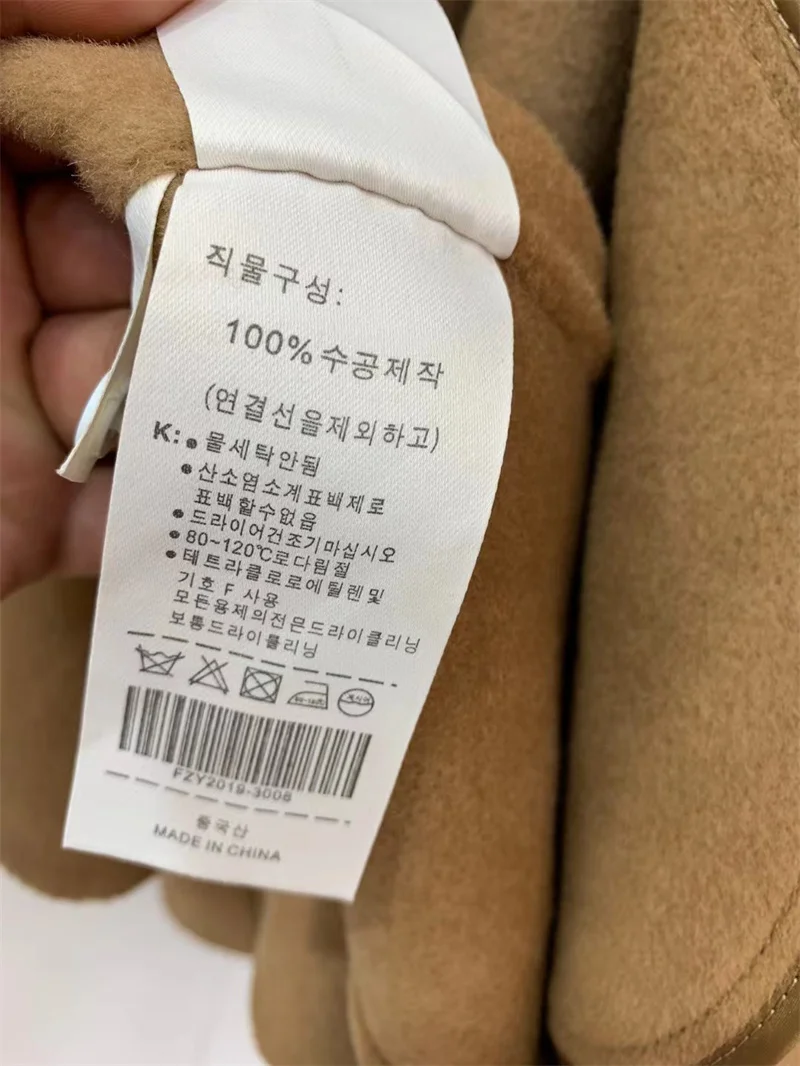 직물구성:
100%수공제작
(연결선을제외하고)
K:●물세탁안됨
●산소염소계표백제로
표백할수없음
●드라이어건조기마십시오
●80~120℃로다림절
●테트라클로로에틸렌및
기호 F 사용
모든용제의전믄드라이클리닝
보통드라이클리닝
80-120℃
FZY2019-3008
중국산
MADE IN CHINA